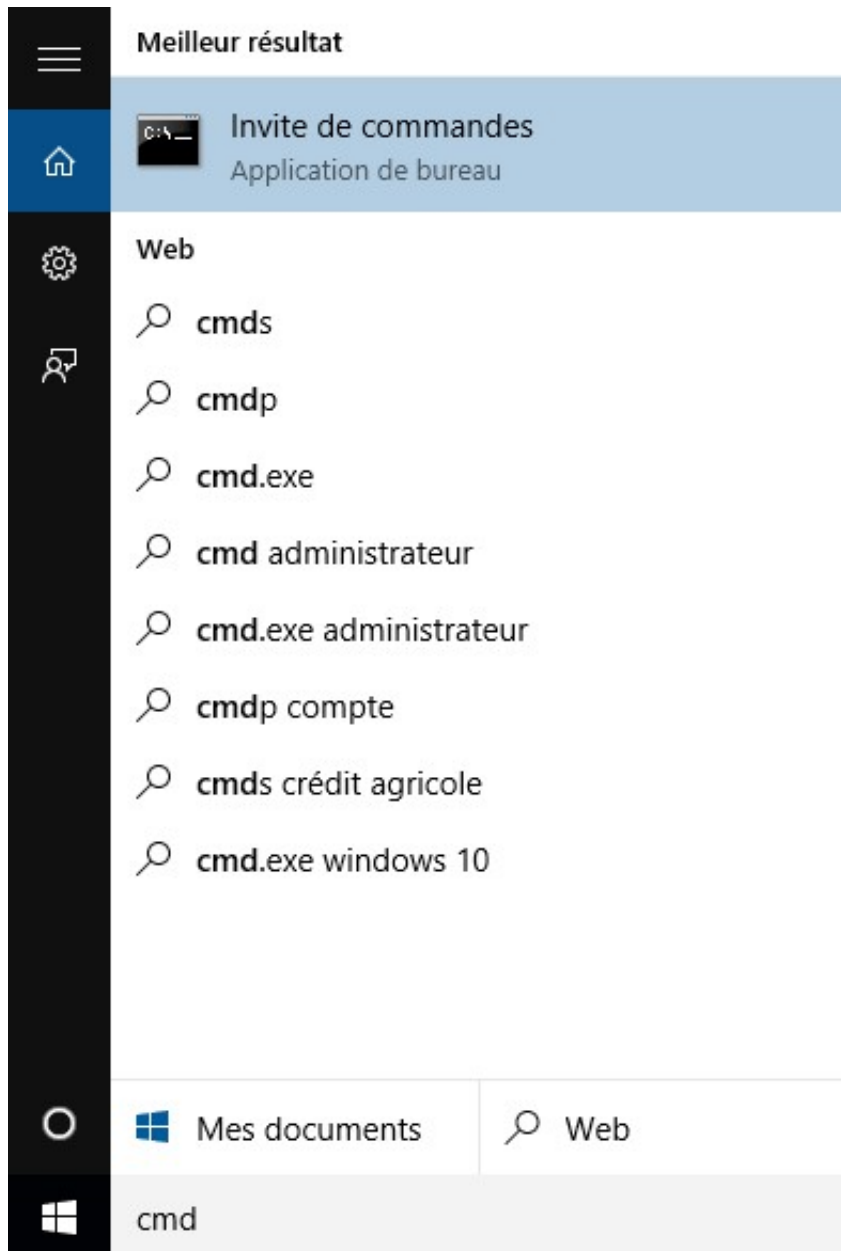 Meilleur résultat
C:\_
Invite de commandes
Application de bureau
Web
cmds
cmdp
cmd.exe
cmd administrateur
cmd.exe administrateur
cmdp compte
cmds crédit agricole
cmd.exe windows 10
Mes documents
Web
cmd